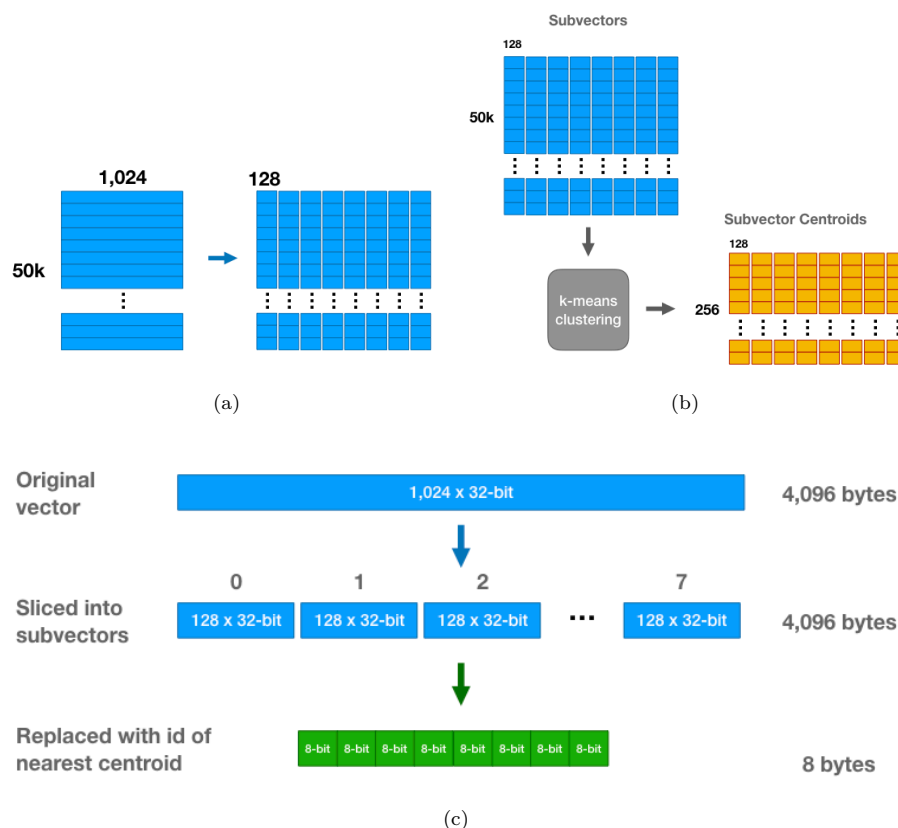 1,024
128
50k
(a)
Subvectors
128
50k
k-means
clustering
Subvector Centroids
128
256
(b)
Original
vector
1,024 x 32-bit
4,096 bytes
0 1 2 7
Sliced into
subvectors
128 x 32-bit 128 x 32-bit 128 x 32-bit ... 128 x 32-bit
4,096 bytes
Replaced with id of
nearest centroid
8-bit 8-bit 8-bit 8-bit 8-bit 8-bit 8-bit 8-bit
8 bytes
(c)